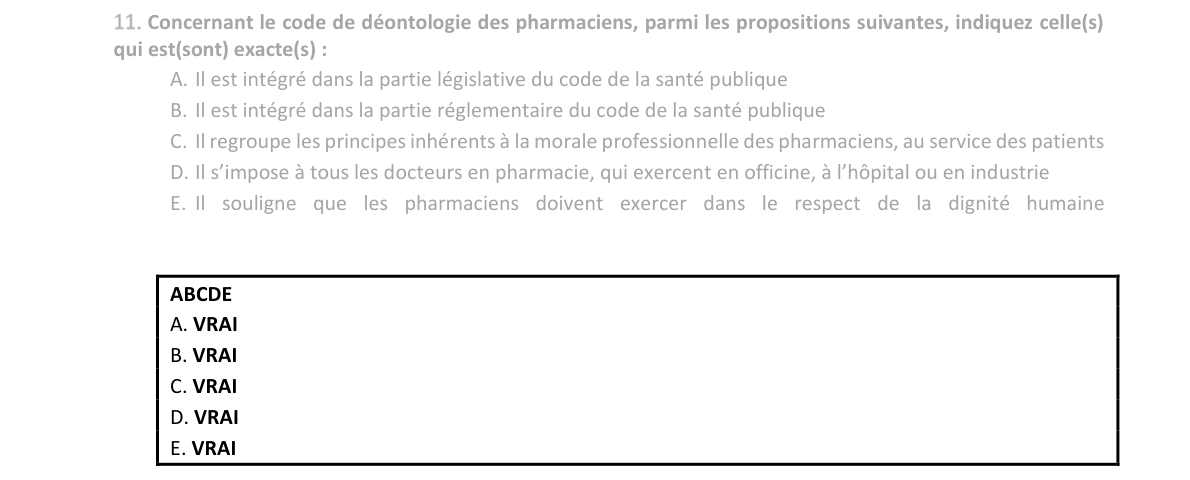 11. Concernant le code de déontologie des pharmaciens, parmi les propositions suivantes, indiquez celle(s)
qui est(sont) exacte(s) :
A. Il est intégré dans la partie législative du code de la santé publique
B. Il est intégré dans la partie réglementaire du code de la santé publique
C. Il regroupe les principes inhérents à la morale professionnelle des pharmaciens, au service des patients
D. Il s’impose à tous les docteurs en pharmacie, qui exercent en officine, à l’hôpital ou en industrie
E. Il souligne que les pharmaciens doivent exercer dans le respect de la dignité humaine
ABCDE
A. VRAI
B. VRAI
C. VRAI
D. VRAI
E. VRAI